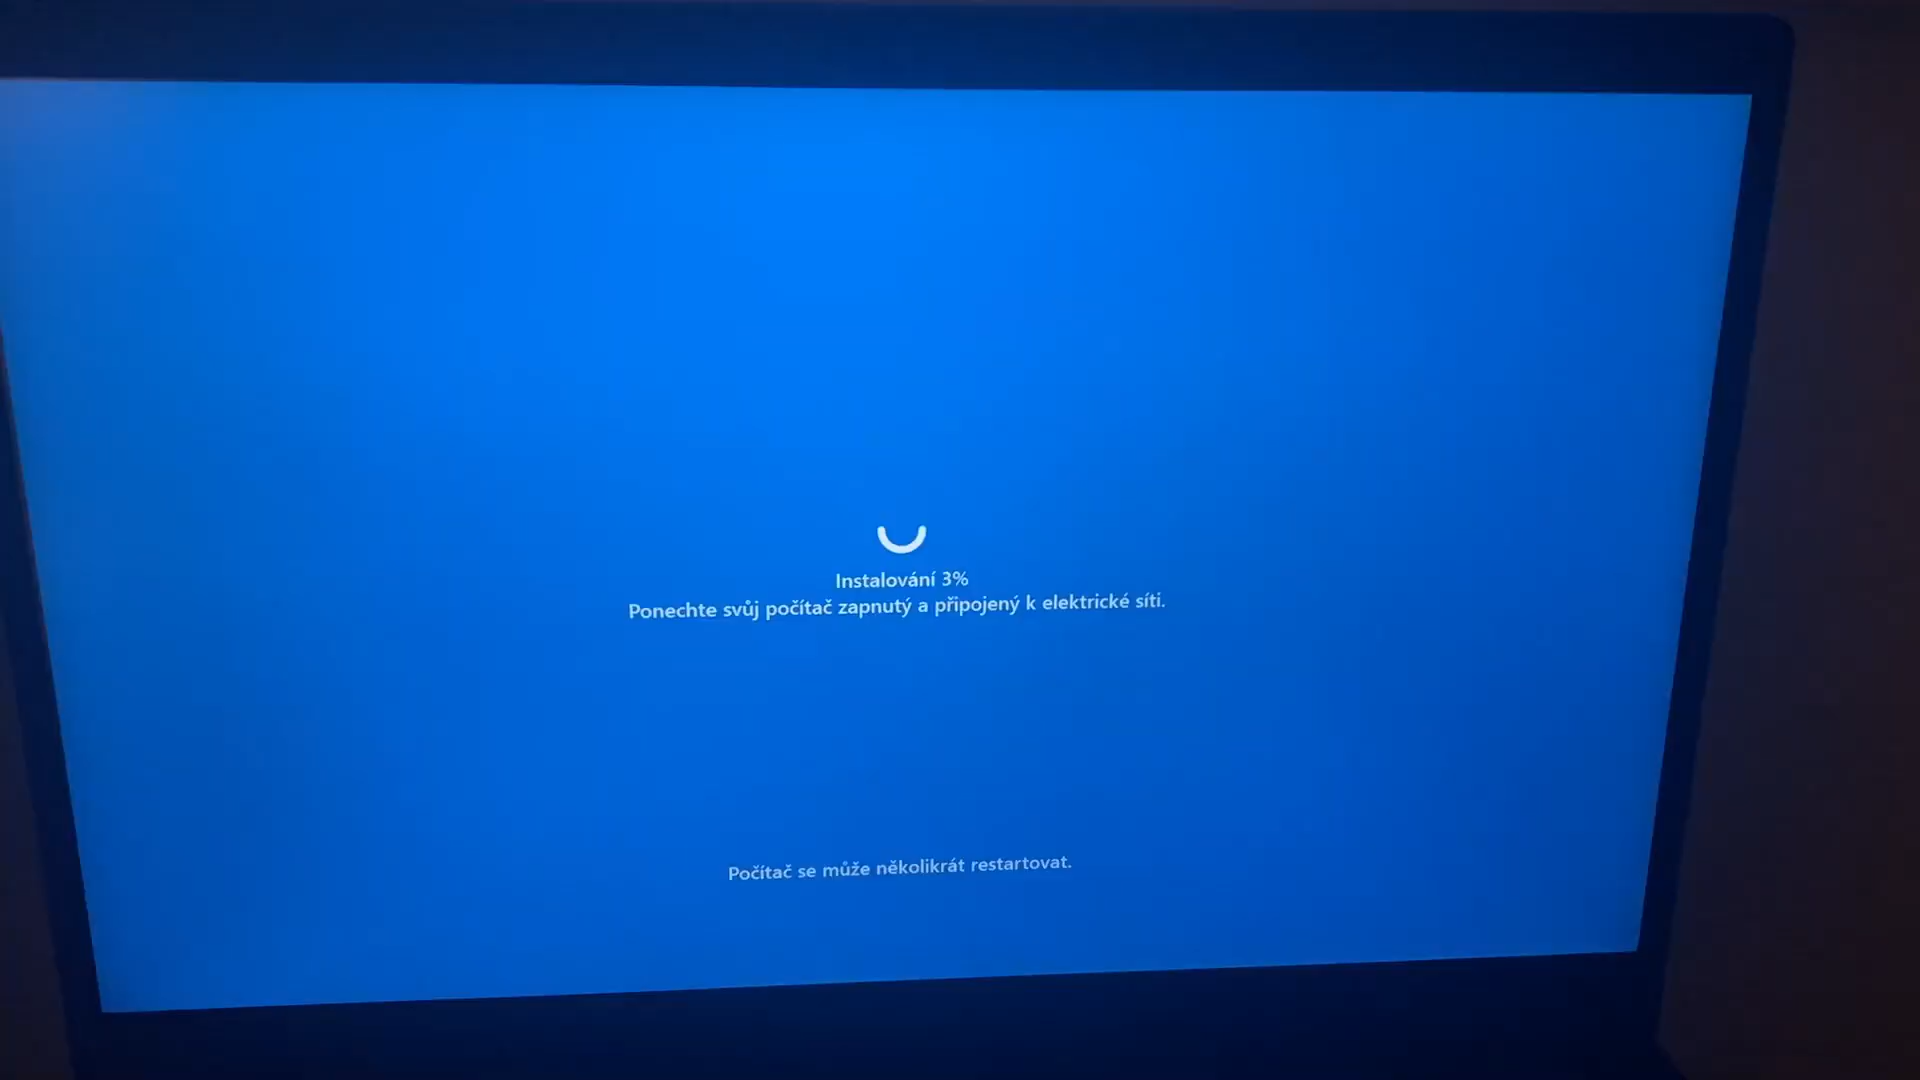 Instalování 3%
Ponechte svůj počítač zapnutý a připojený k elektrické síti.
Počítač se může několikrát restartovat.